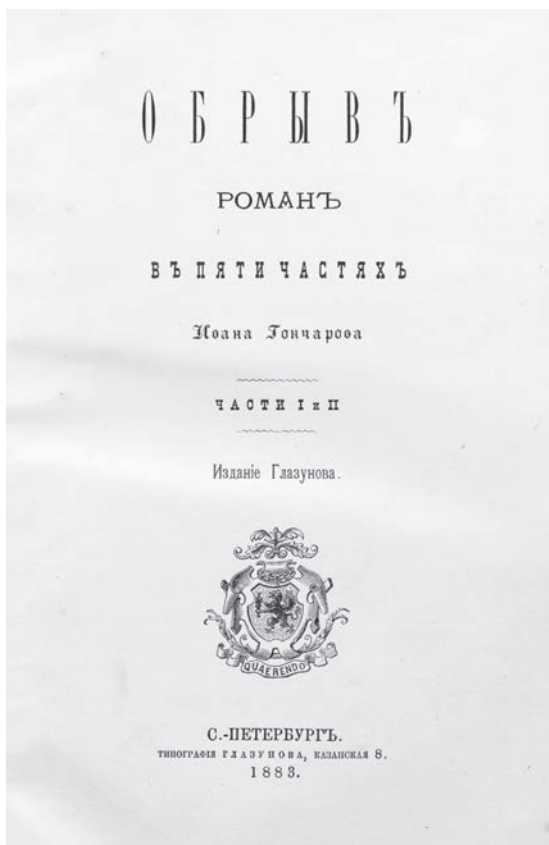 ОБРЫВЪ
РОМАНЪ
ВЪ ПЯТИ ЧАСТЯХЪ
Ивана Гончарова
ЧАСТИ I и II
Изданіе Глазунова.
QUAERENDO
С.-ПЕТЕРБУРГЪ.
ТИПОГРАФІЯ ГЛАЗУНОВА, КАЗАНСКАЯ 8.
1883.